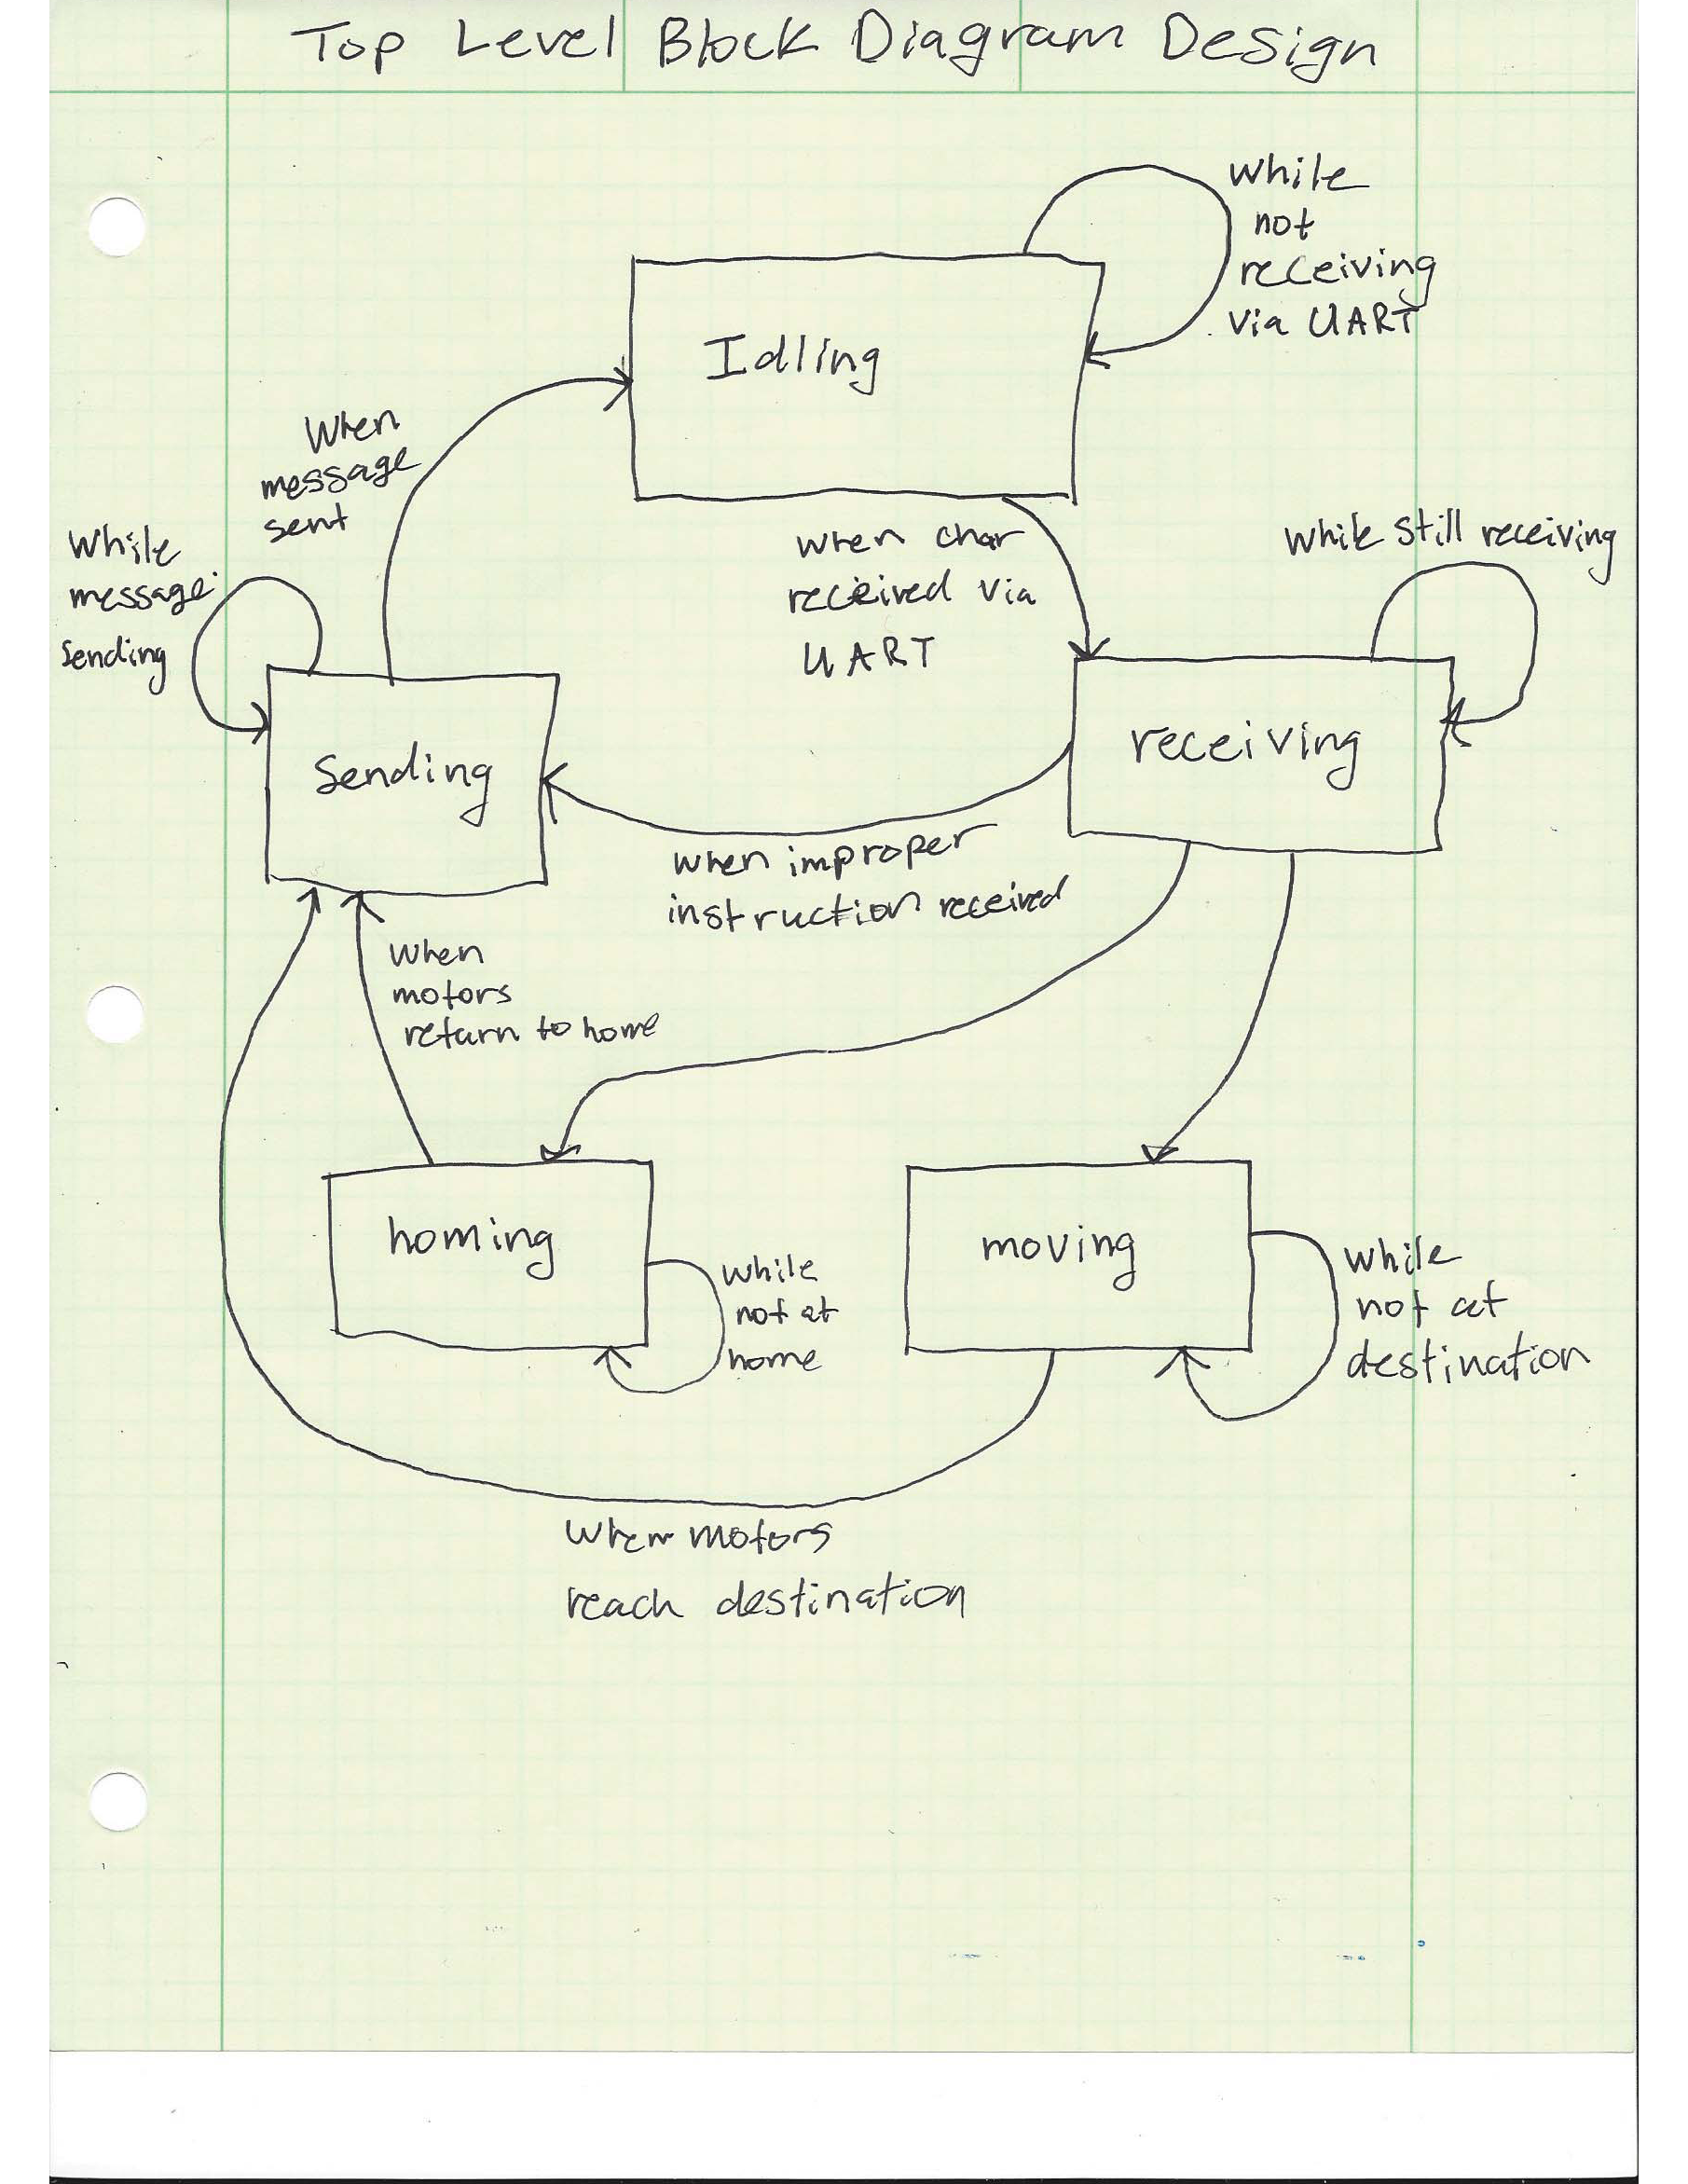 Top Level Block Diagram Design
while
not
receiving
via UART
Idling
When
message
sent
While
message
sending
when char
received via
UART
while still receiving
sending
receiving
when improper
instruction received
when
motors
return to home
homing
while
not at
home
moving
while
not at
destination
when motors
reach destination